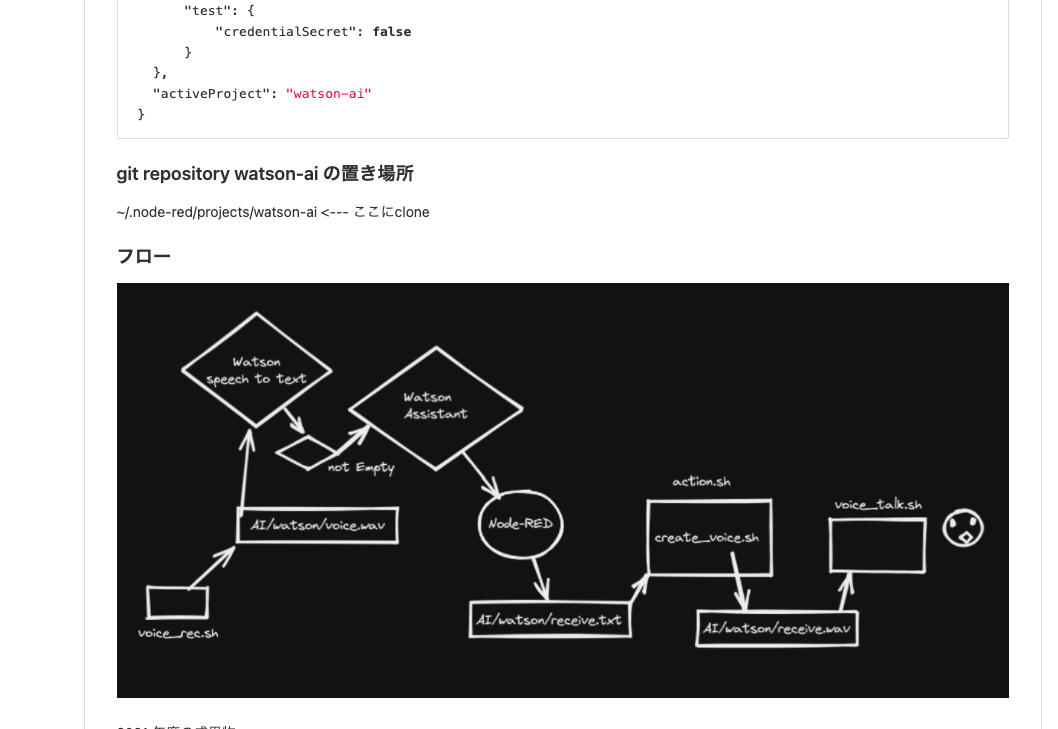 "test": {
"credentialSecret": false
}
},
"activeProject": "watson-ai"
}
git repository watson-ai の置き場所
~/.node-red/projects/watson-ai <--- ここにclone
フロー
Watson
speech to text
Watson
Assistant
not Empty
AI/watson/voice.wav
voice_rec.sh
Node-RED
AI/watson/receive.txt
action.sh
create_voice.sh
AI/watson/receive.wav
voice_talk.sh